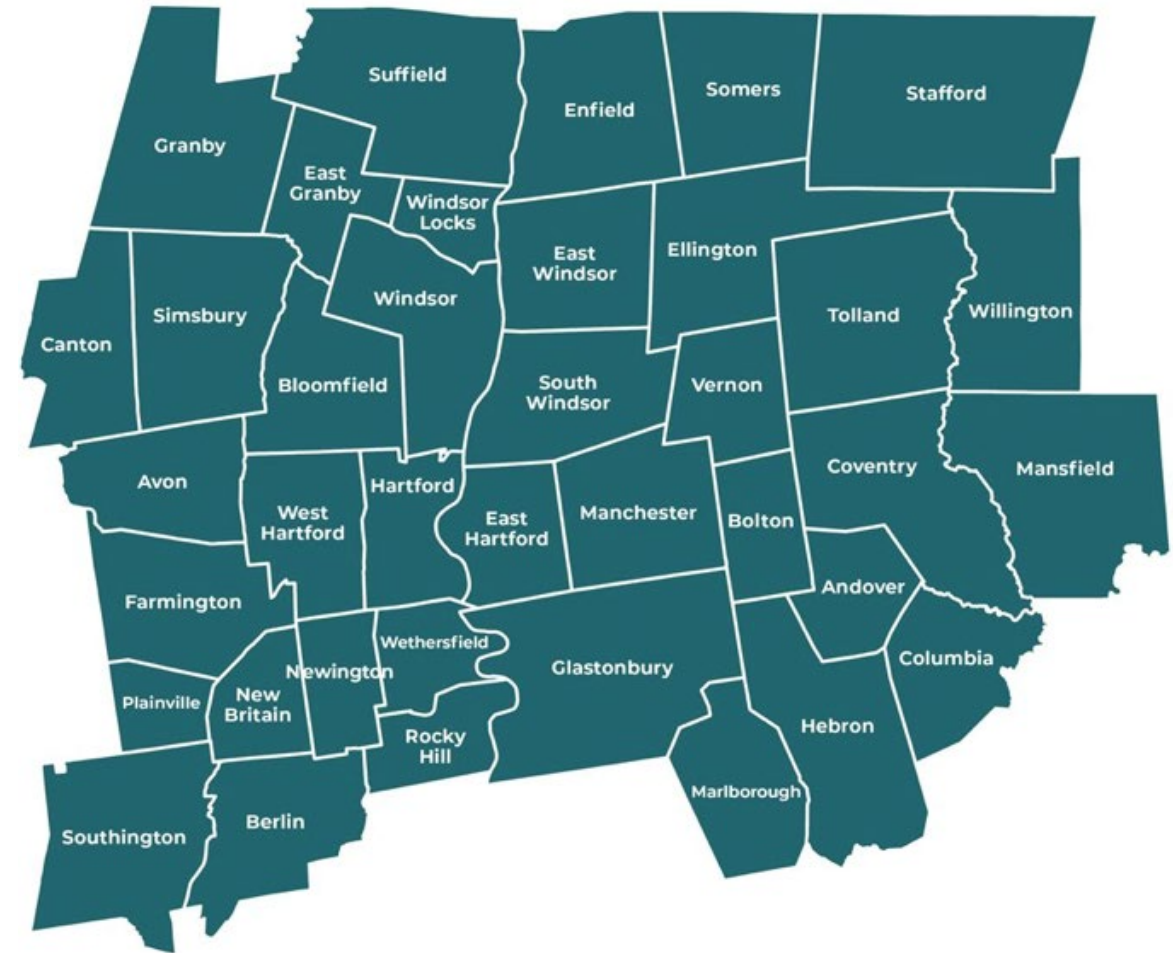 Suffield
Enfield
Somers
Stafford
Granby
East
Granby
Windsor
Locks
East
Windsor
Ellington
Simsbury
Windsor
Tolland
Willington
Canton
Bloomfield
South
Windsor
Vernon
Avon
West
Hartford
Hartford
East
Hartford
Manchester
Bolton
Coventry
Mansfield
Farmington
Andover
Newington
Wethersfield
Glastonbury
Columbia
Plainville
New
Britain
Rocky
Hill
Hebron
Marlborough
Southington
Berlin